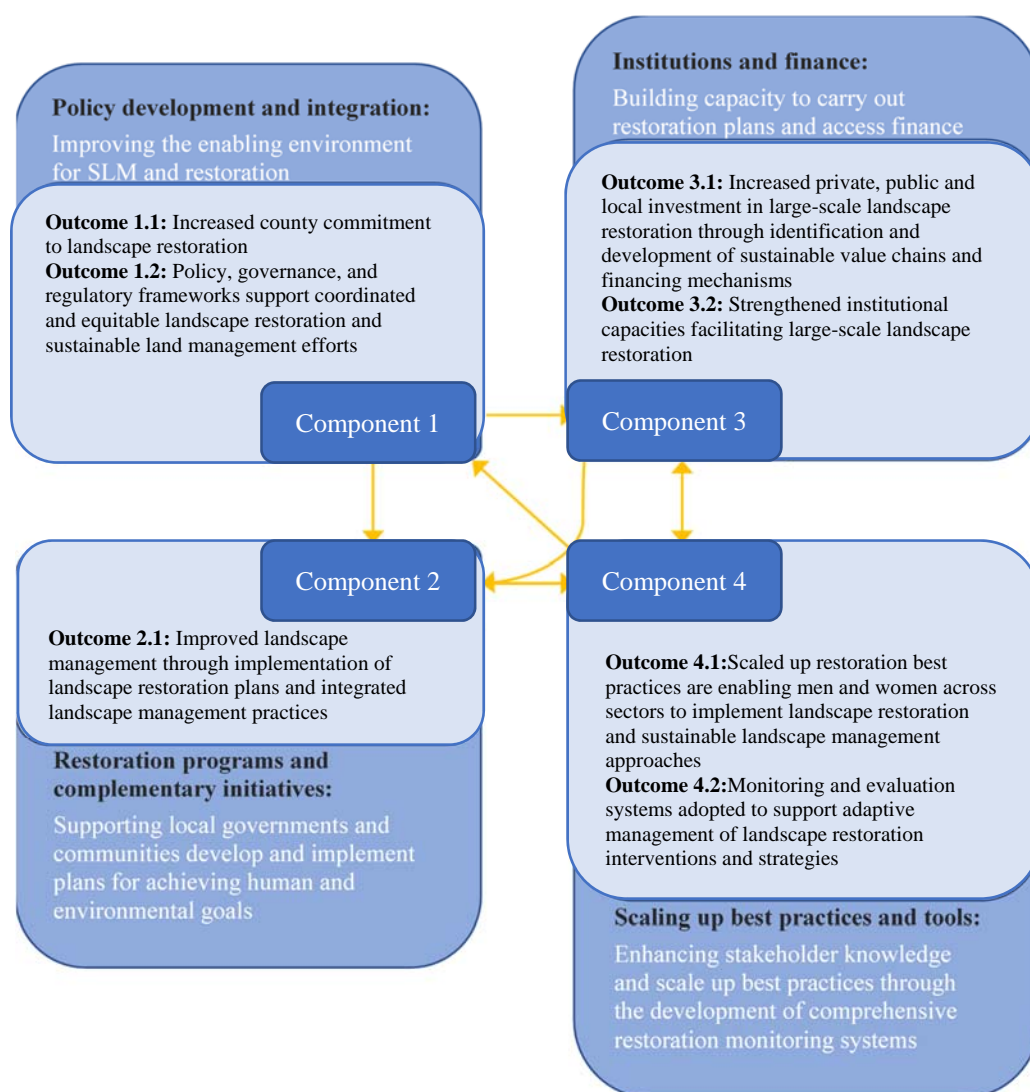 Policy development and integration:
Improving the enabling environment
for SLM and restoration
Outcome 1.1: Increased county commitment
to landscape restoration
Outcome 1.2: Policy, governance, and
regulatory frameworks support coordinated
and equitable landscape restoration and
sustainable land management efforts
Component 1
Institutions and finance:
Building capacity to carry out
restoration plans and access finance
Outcome 3.1: Increased private, public and
local investment in large-scale landscape
restoration through identification and
development of sustainable value chains and
financing mechanisms
Outcome 3.2: Strengthened institutional
capacities facilitating large-scale landscape
restoration
Component 3
Component 2
Outcome 2.1: Improved landscape
management through implementation of
landscape restoration plans and integrated
landscape management practices
Restoration programs and
complementary initiatives:
Supporting local governments and
communities develop and implement
plans for achieving human and
environmental goals
Component 4
Outcome 4.1:Scaled up restoration best
practices are enabling men and women across
sectors to implement landscape restoration
and sustainable landscape management
approaches
Outcome 4.2:Monitoring and evaluation
systems adopted to support adaptive
management of landscape restoration
interventions and strategies
Scaling up best practices and tools:
Enhancing stakeholder knowledge
and scale up best practices through
the development of comprehensive
restoration monitoring systems